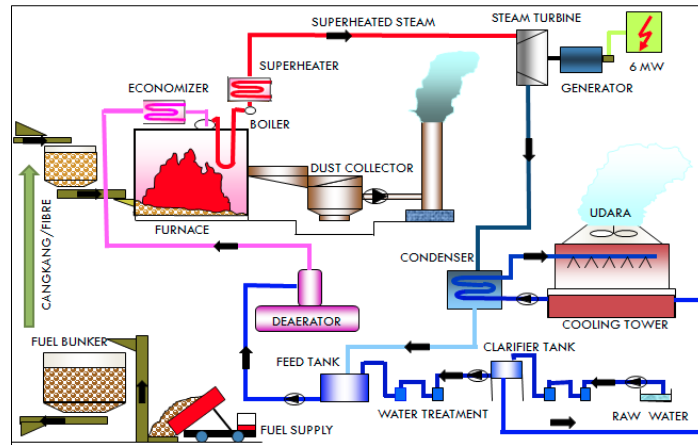 SUPERHEATED STEAM
STEAM TURBINE
6 MW
GENERATOR
SUPERHEATER
ECONOMIZER
BOILER
DUST COLLECTOR
FURNACE
UDARA
CONDENSER
COOLING TOWER
CANGKANG/FIBRE
DEAERATOR
FUEL BUNKER
FEED TANK
CLARIFIER TANK
WATER TREATMENT
RAW WATER
FUEL SUPPLY